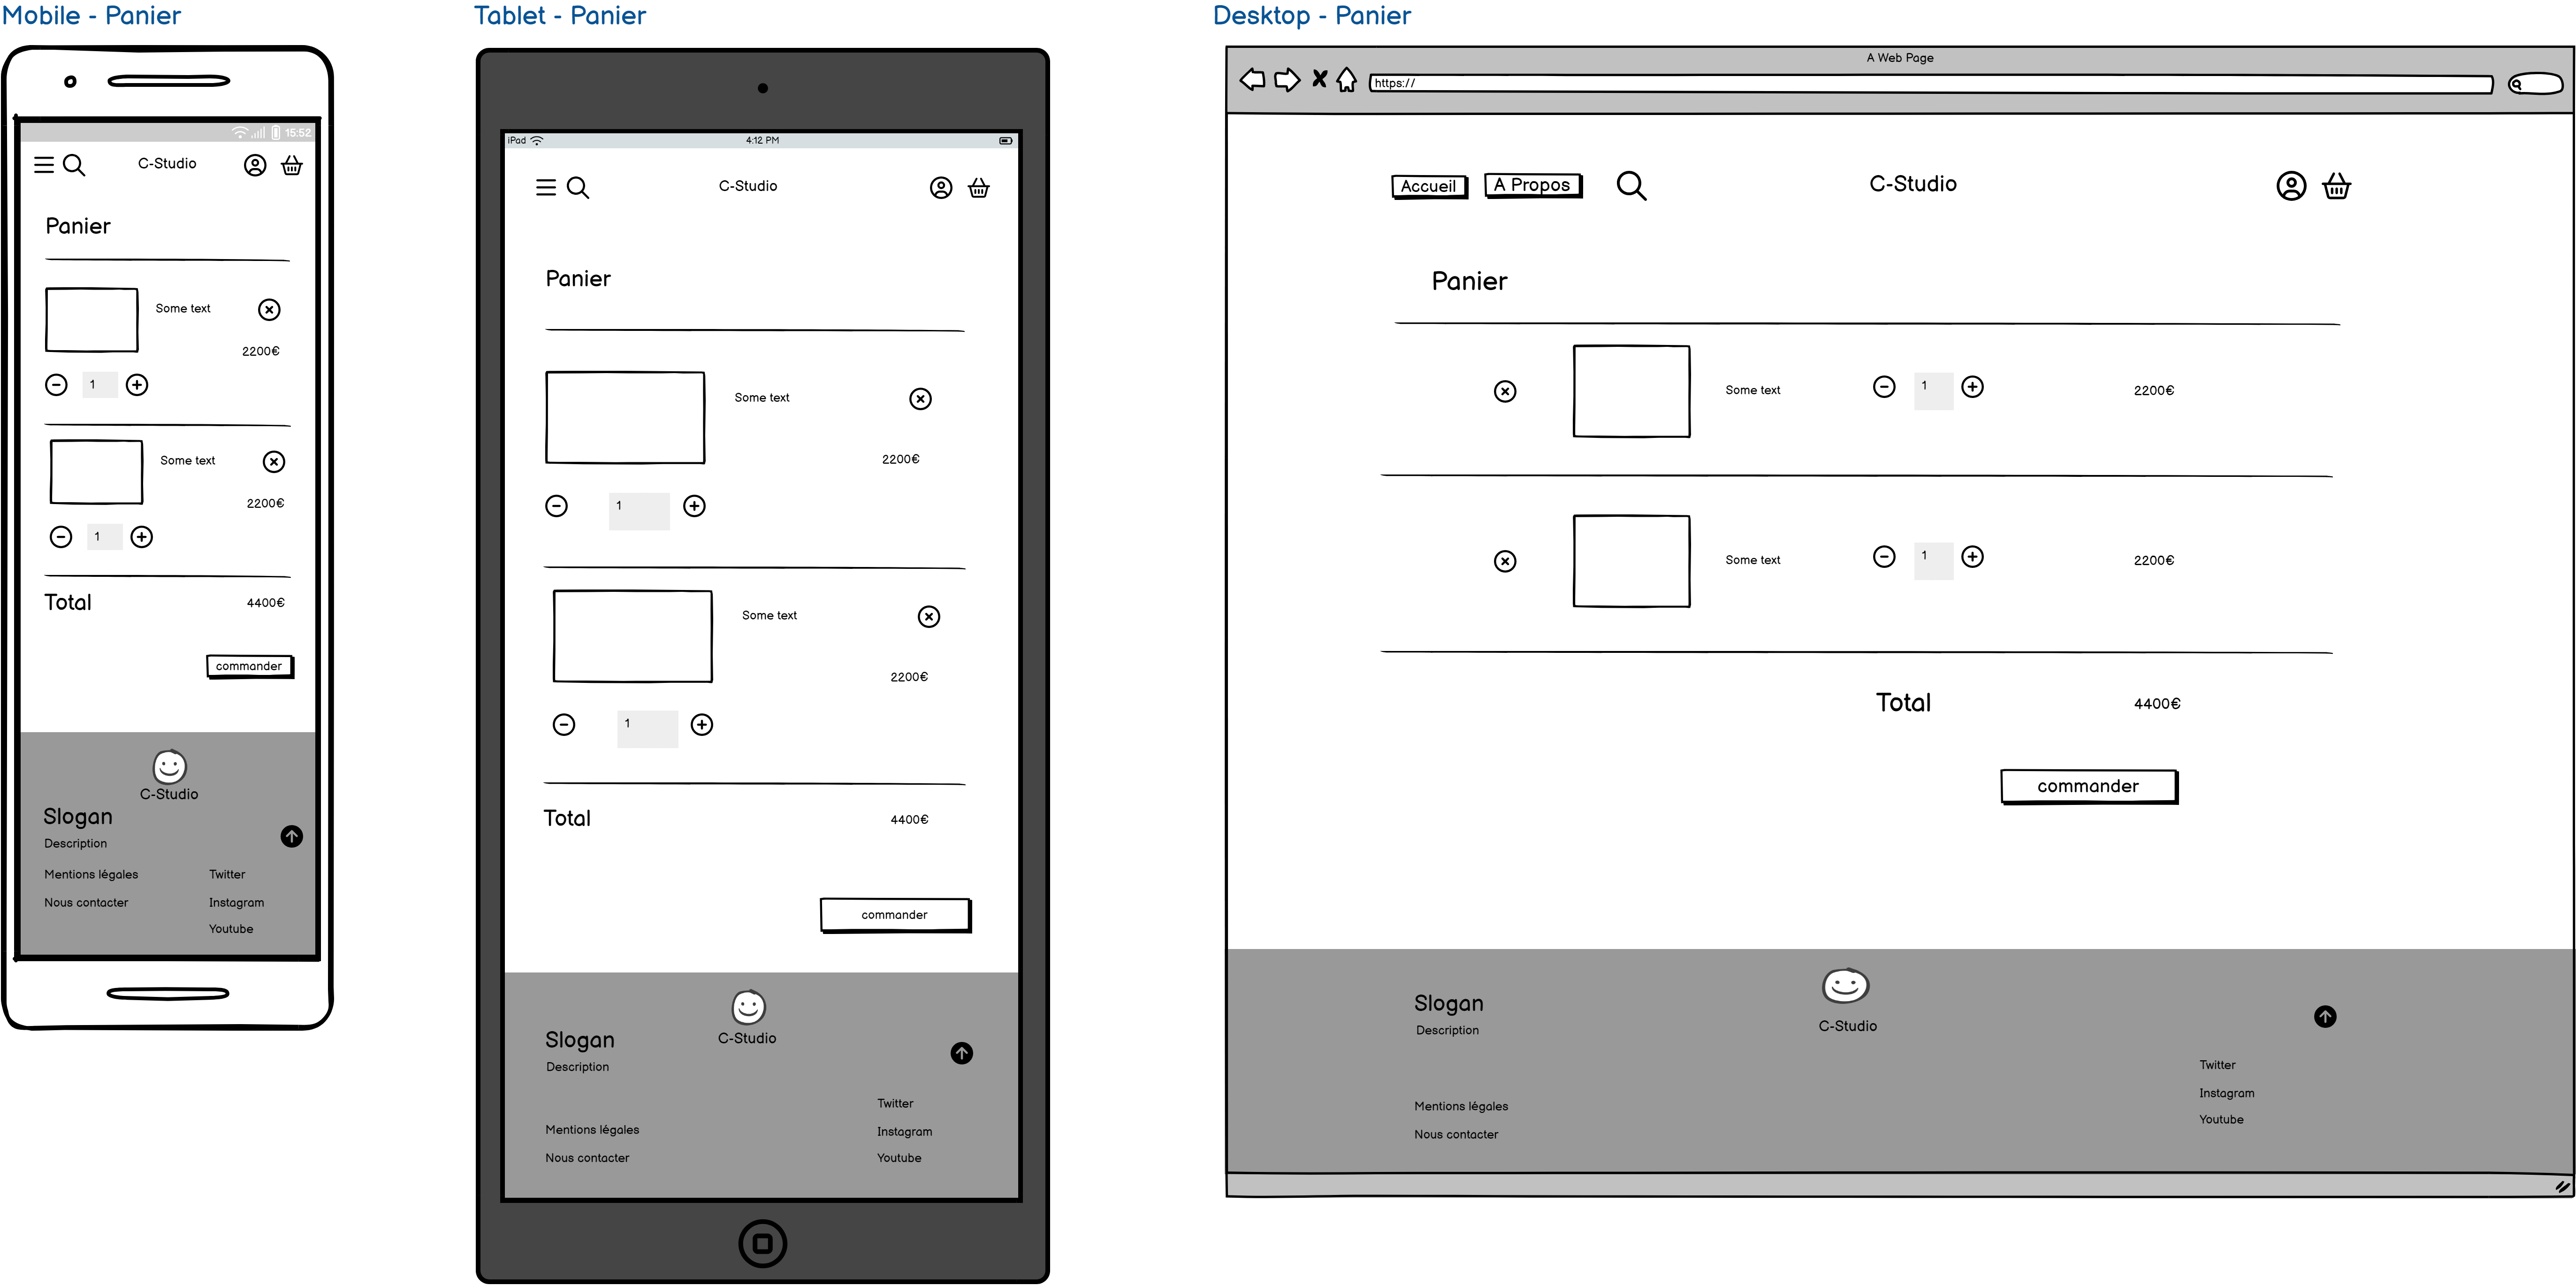 Mobile - Panier
15:52
C-Studio
Panier
Some text
2200€
1
Some text
2200€
1
Total 4400€
commander
C-Studio
Slogan
Description
Mentions légales Twitter
Nous contacter Instagram
Youtube
Tablet - Panier
iPad 4:12 PM
C-Studio
Panier
Some text
2200€
1
Some text
2200€
1
Total 4400€
commander
C-Studio
Slogan
Description
Twitter
Mentions légales Instagram
Nous contacter Youtube
Desktop - Panier
A Web Page
https://
Accueil A Propos C-Studio
Panier
Some text 1 2200€
Some text 1 2200€
Total 4400€
commander
Slogan
C-Studio
Description
Twitter
Instagram
Mentions légales Youtube
Nous contacter